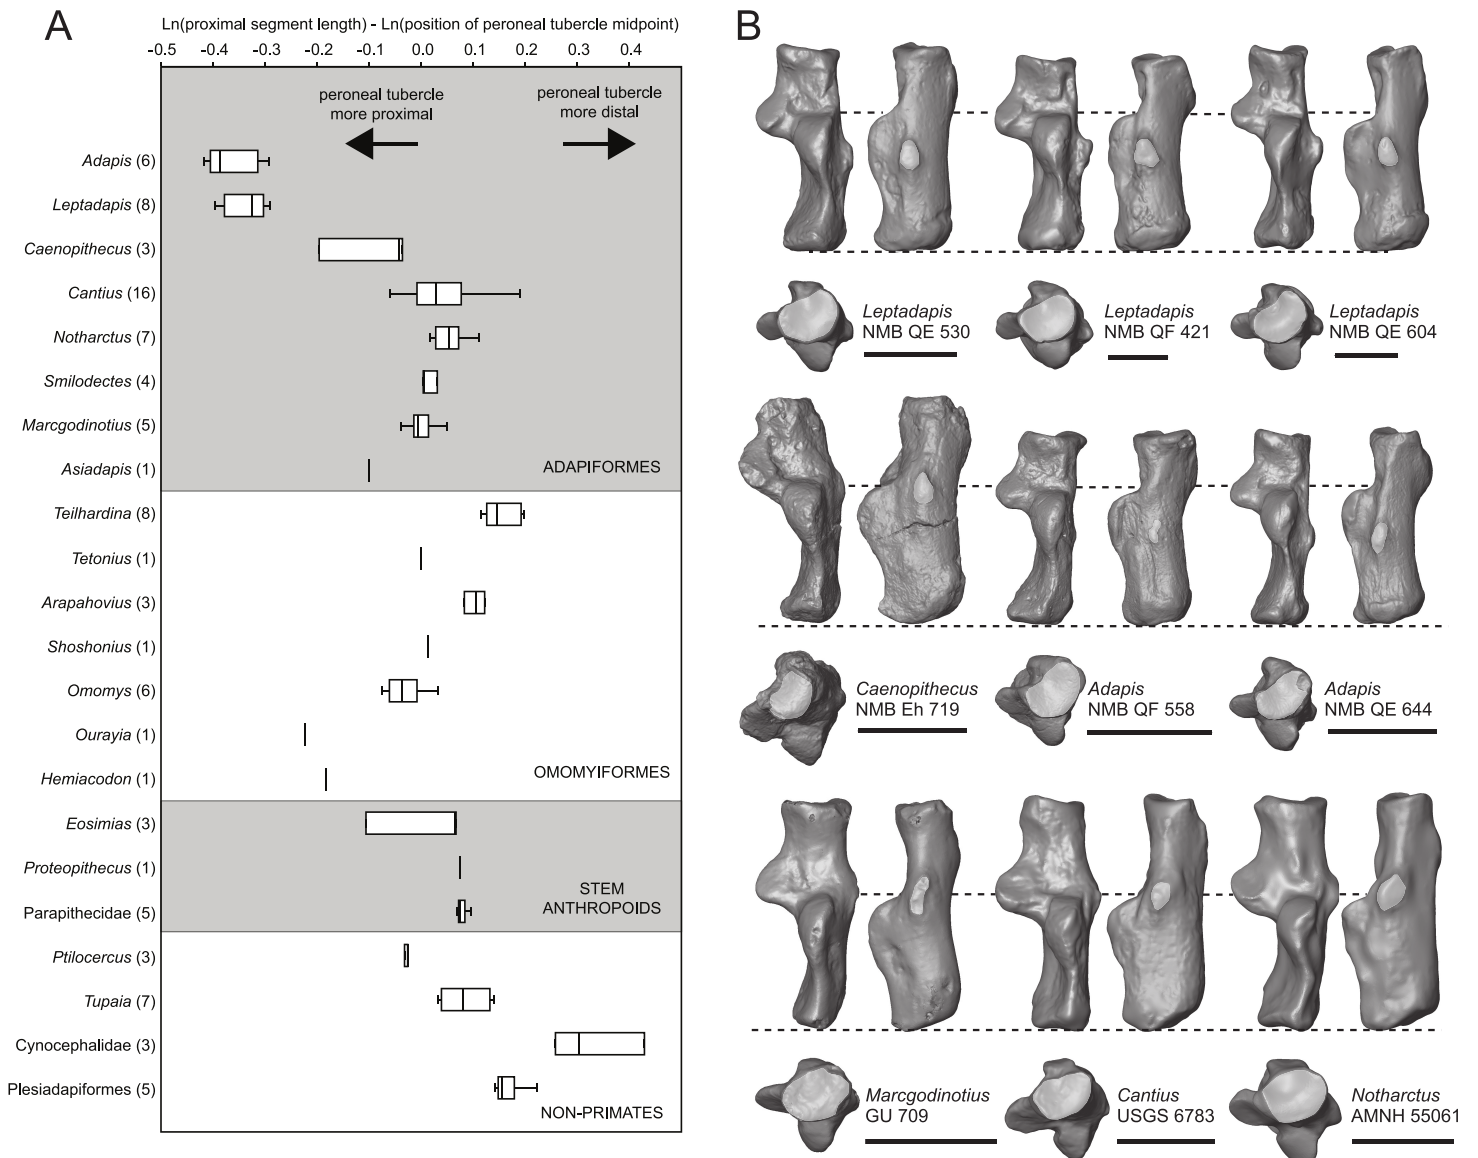 A
Ln(proximal segment length) - Ln(position of peroneal tubercle midpoint)
-0.5 -0.4 -0.3 -0.2 -0.1 0.0 0.1 0.2 0.3 0.4
peroneal tubercle
more proximal
peroneal tubercle
more distal
Adapis (6)
Leptadapis (8)
Caenopithecus (3)
Cantius (16)
Notharctus (7)
Smilodectes (4)
Marcgodinotius (5)
Asiadapis (1)
ADAPIFORMES
Teilhardina (8)
Tetonius (1)
Arapahovius (3)
Shoshonius (1)
Omomys (6)
Ourayia (1)
Hemiacodon (1)
OMOMYIFORMES
Eosimias (3)
Proteopithecus (1)
Parapithecidae (5)
STEM
ANTHROPOIDS
Ptilocercus (3)
Tupaia (7)
Cynocephalidae (3)
Plesiadapiformes (5)
NON-PRIMATES
B
Leptadapis
NMB QE 530
Leptadapis
NMB QF 421
Leptadapis
NMB QE 604
Caenopithecus
NMB Eh 719
Adapis
NMB QF 558
Adapis
NMB QE 644
Marcgodinotius
GU 709
Cantius
USGS 6783
Notharctus
AMNH 55061